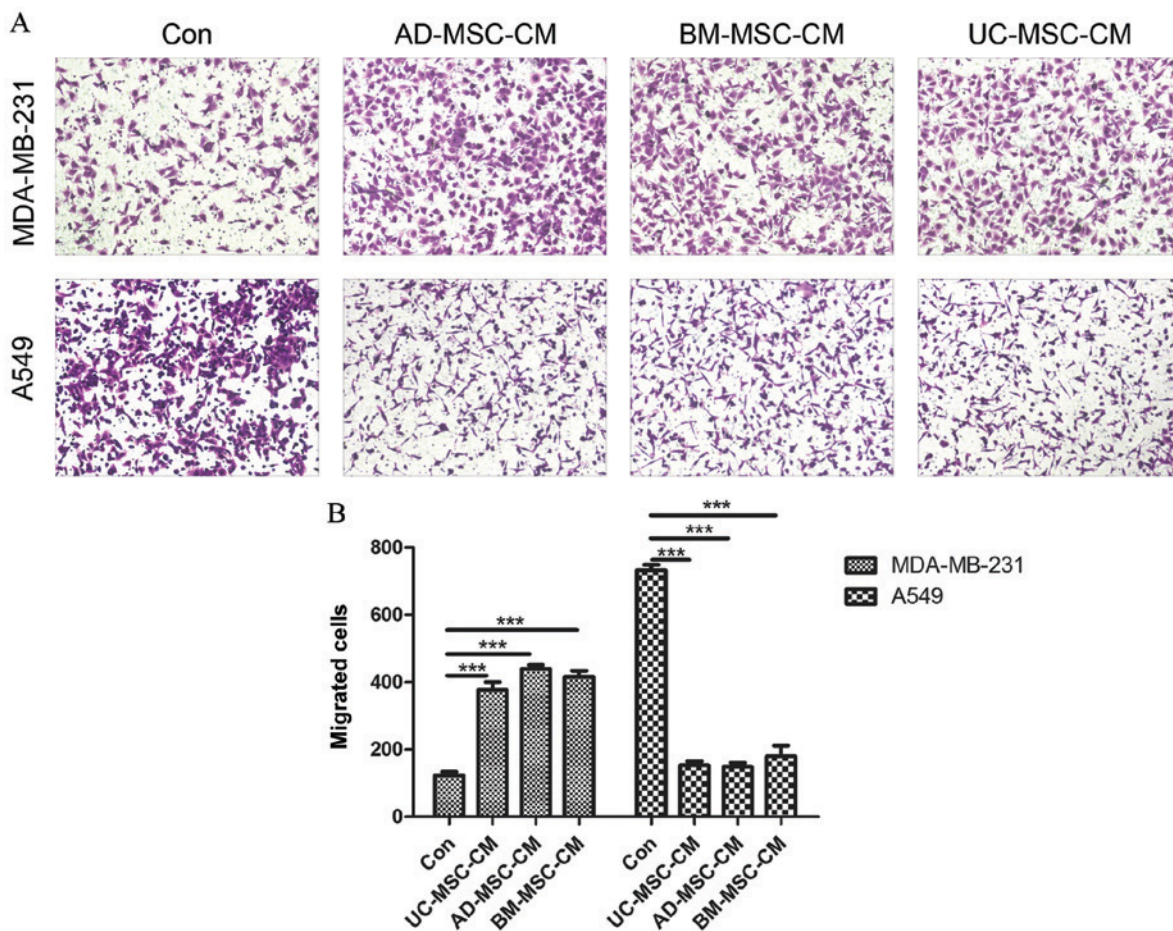 A
Con
AD-MSC-CM
BM-MSC-CM
UC-MSC-CM
MDA-MB-231
A549
B
***
***
***
***
***
***
MDA-MB-231
A549
Migrated cells
800
600
400
200
0
Con
UC-MSC-CM
AD-MSC-CM
BM-MSC-CM
Con
UC-MSC-CM
AD-MSC-CM
BM-MSC-CM